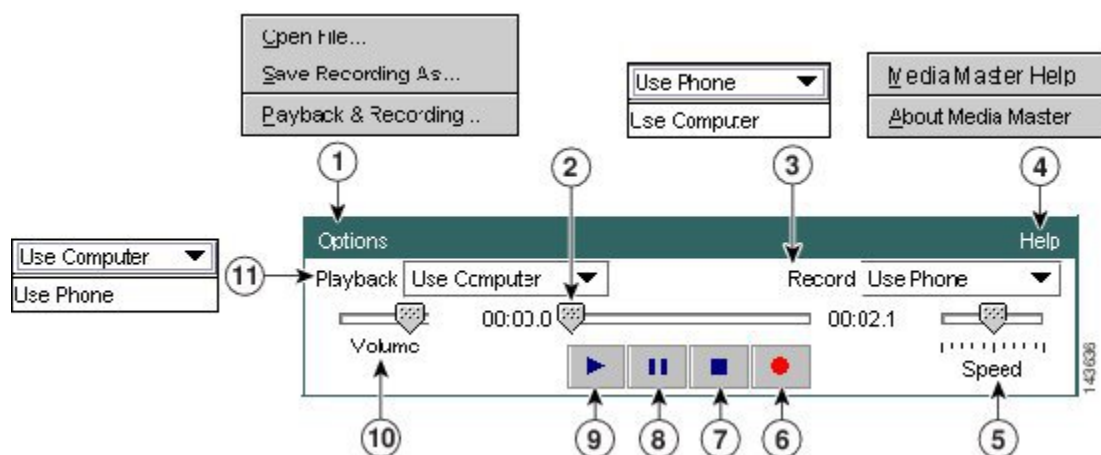 Open File...
Save Recording As...
Playback & Recording...
Use Phone
Use Computer
Media Master Help
About Media Master
1
2
3
4
Options
Help
Use Computer
Use Phone
11
Playback
Use Computer
Record
Use Phone
00:00.0
00:02.1
Volume
Speed
143636
10
9
8
7
6
5